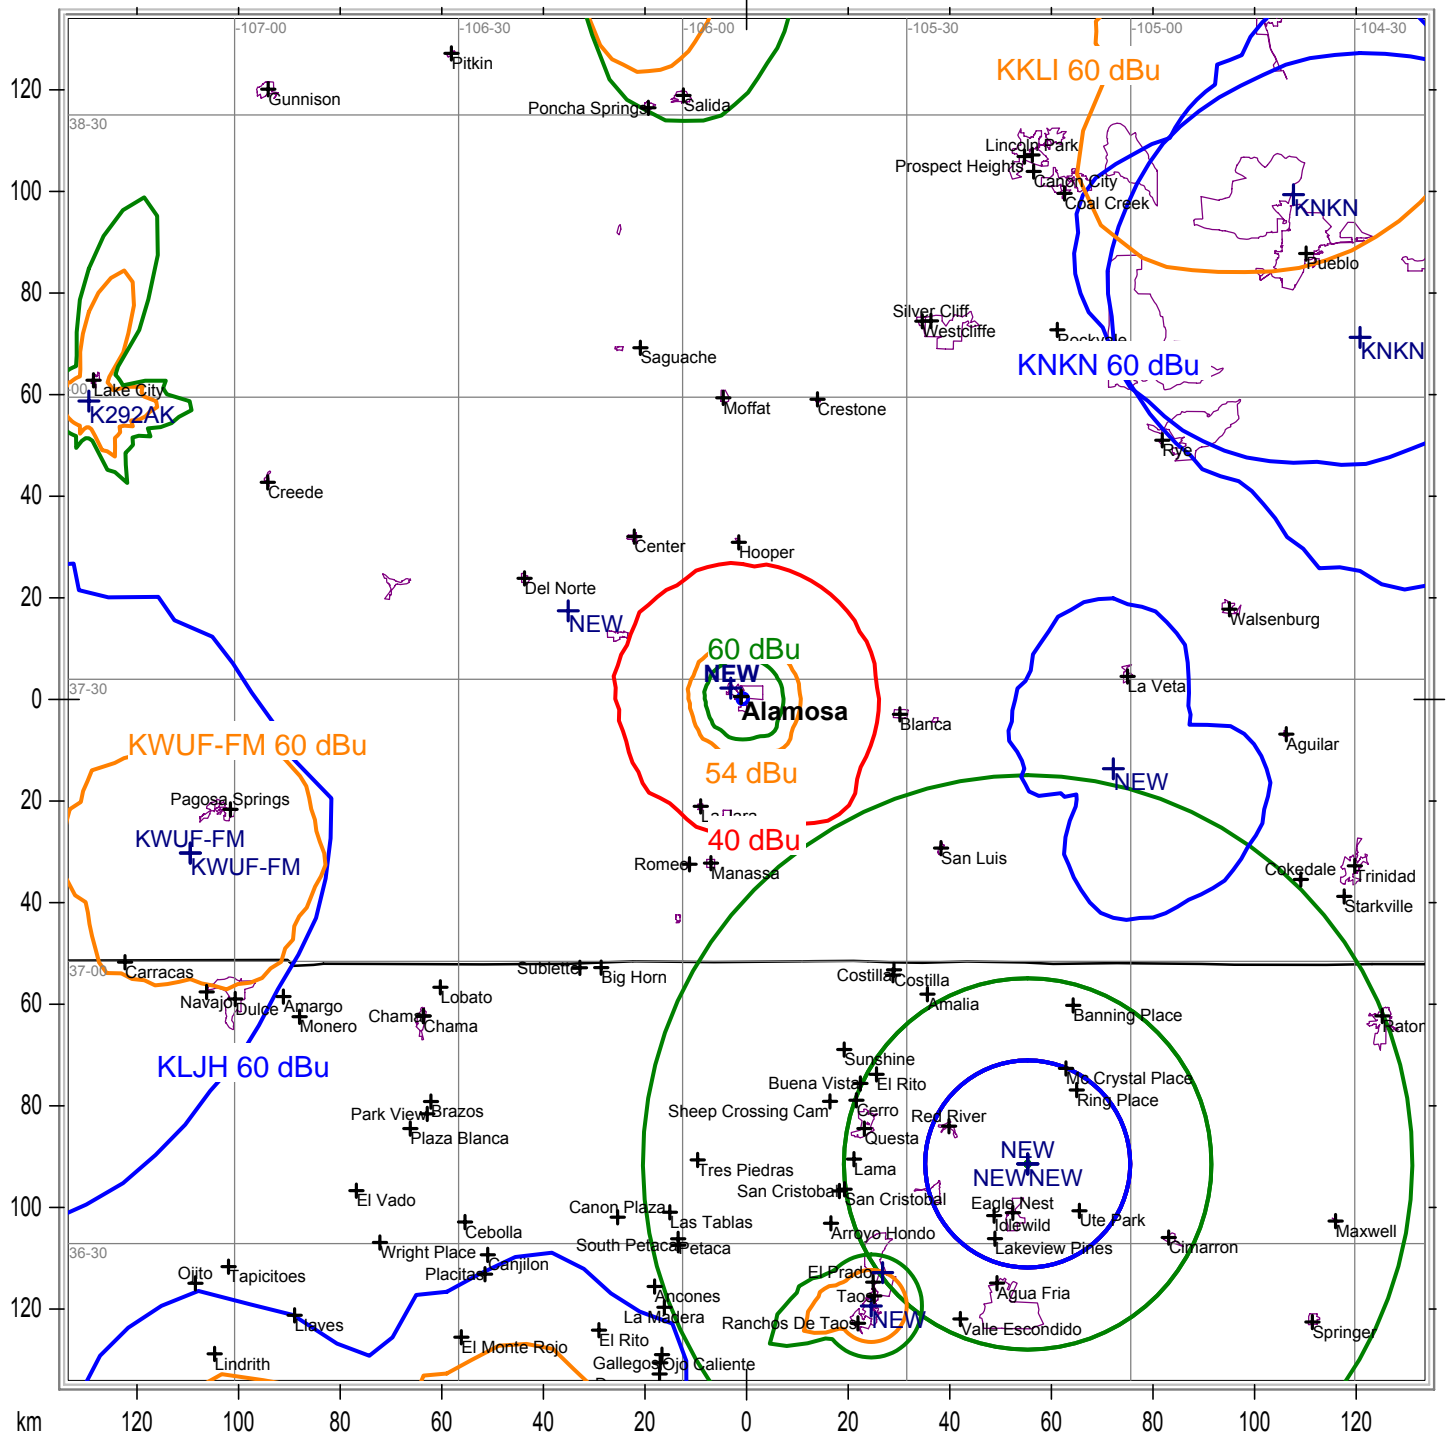 -107-00
-106-30
-106-00
-105-30
-105-00
-104-30
120
100
80
60
40
20
0
20
40
60
80
100
120
38-30
-00
37-30
37-00
36-30
Pitkin
Gunnison
Poncha Springs
Salida
KKLI 60 dBu
Lincoln Park
Prospect Heights
Canon City
Coal Creek
KNKN
Pueblo
Silver Cliff
Westcliffe
Rockvale
KNKN
KNKN 60 dBu
Saguache
Lake City
K292AK
Moffat
Crestone
Rye
Creede
Center
Hooper
Del Norte
NEW
Walsenburg
60 dBu
NEW
Alamosa
La Veta
Blanca
Aguilar
KWUF-FM 60 dBu
54 dBu
NEW
Pagosa Springs
La Jara
KWUF-FM
KWUF-FM
40 dBu
Romeo
Manassa
San Luis
Cokedale
Trinidad
Starkville
Carracas
Sublette
Big Horn
Costilla
Costilla
Navajo
Dulce
Amargo
Monero
Lobato
Chama
Chama
Amalia
Banning Place
Raton
KLJH 60 dBu
Sunshine
Buena Vista
El Rito
Mc Crystal Place
Ring Place
Park View
Brazos
Plaza Blanca
Sheep Crossing Cam
Cerro
Questa
Red River
NEW
NEWNEW
Tres Piedras
Lama
El Vado
San Cristobal
San Cristobal
Canon Plaza
Las Tablas
Arroyo Hondo
Eagle Nest
Idlewild
Ute Park
Cebolla
Maxwell
Wright Place
Canjilon
Placitas
South Petaca
Petaca
Lakeview Pines
Cimarron
Ojito
Tapicitoes
Ancones
El Prado
Taos
Agua Fria
Llaves
La Madera
Ranchos De Taos
NEW
Valle Escondido
Springer
El Monte Rojo
El Rito
Lindrith
Gallegos
Ojo Caliente
km
120
100
80
60
40
20
0
20
40
60
80
100
120